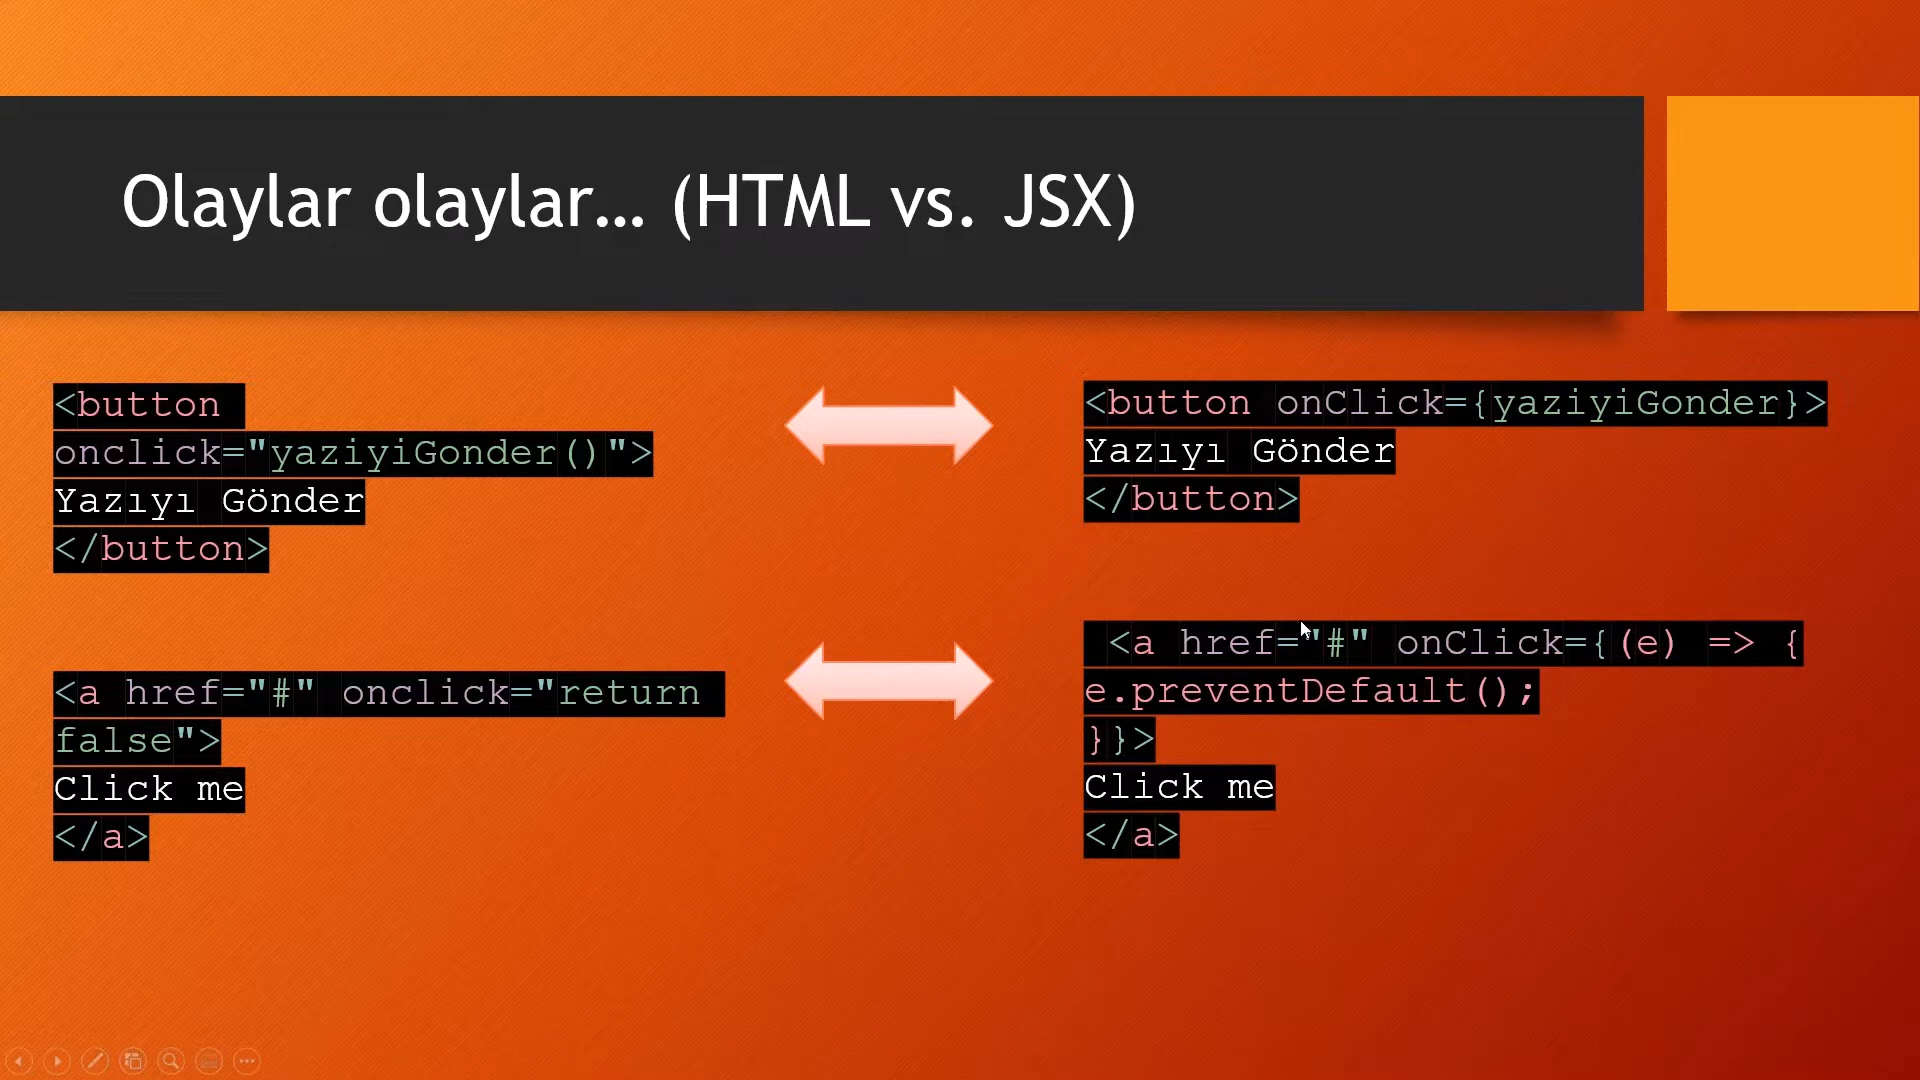 Olaylar olaylar… (HTML vs. JSX)
<button
onclick="yaziyiGonder()">
Yazıyı Gönder
</button>
<button onClick={yaziyiGonder}>
Yazıyı Gönder
</button>
<a href="#" onclick="return
false">
Click me
</a>
<a href="#" onClick={(e) => {
e.preventDefault();
}}>
Click me
</a>